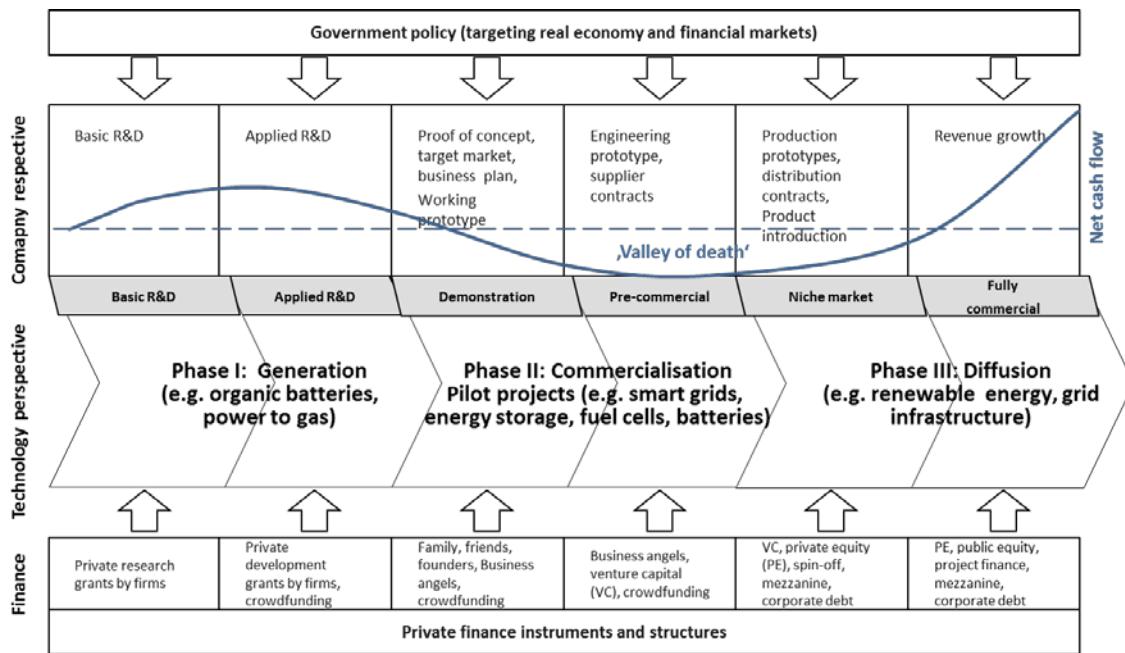 Government policy (targeting real economy and financial markets)
Comapny respective
Basic R&D
Applied R&D
Proof of concept,
target market,
business plan,
Working
prototype
Engineering
prototype,
supplier
contracts
Production
prototypes,
distribution
contracts,
Product
introduction
Revenue growth
Net cash flow
‚Valley of death‘
Basic R&D
Applied R&D
Demonstration
Pre-commercial
Niche market
Fully
commercial
Technology perspective
Phase I: Generation
(e.g. organic batteries,
power to gas)
Phase II: Commercialisation
Pilot projects (e.g. smart grids,
energy storage, fuel cells, batteries)
Phase III: Diffusion
(e.g. renewable energy, grid
infrastructure)
Finance
Private research
grants by firms
Private
development
grants by firms,
crowdfunding
Family, friends,
founders, Business
angels,
crowdfunding
Business angels,
venture capital
(VC), crowdfunding
VC, private equity
(PE), spin-off,
mezzanine,
corporate debt
PE, public equity,
project finance,
mezzanine,
corporate debt
Private finance instruments and structures